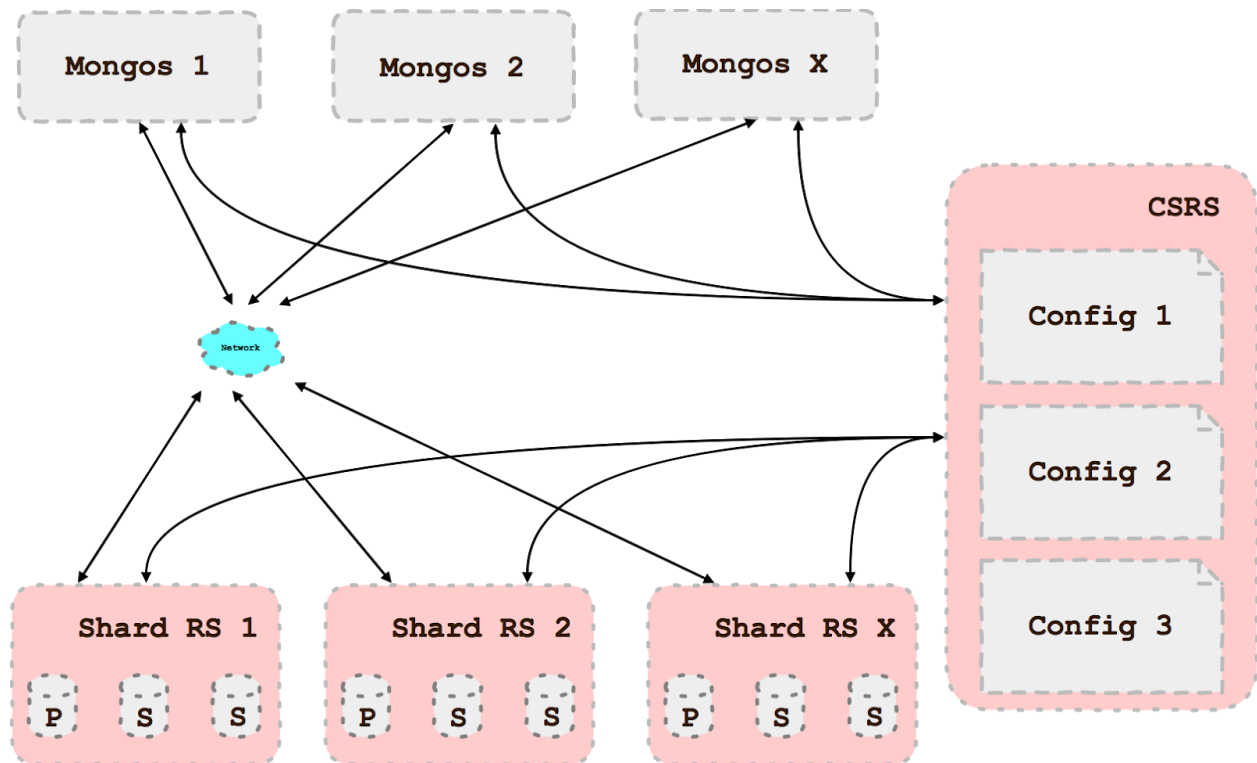 Mongos 1
Mongos 2
Mongos X
CSRS
Config 1
Network
Config 2
Config 3
Shard RS 1
Shard RS 2
Shard RS X
P S S
P S S
P S S